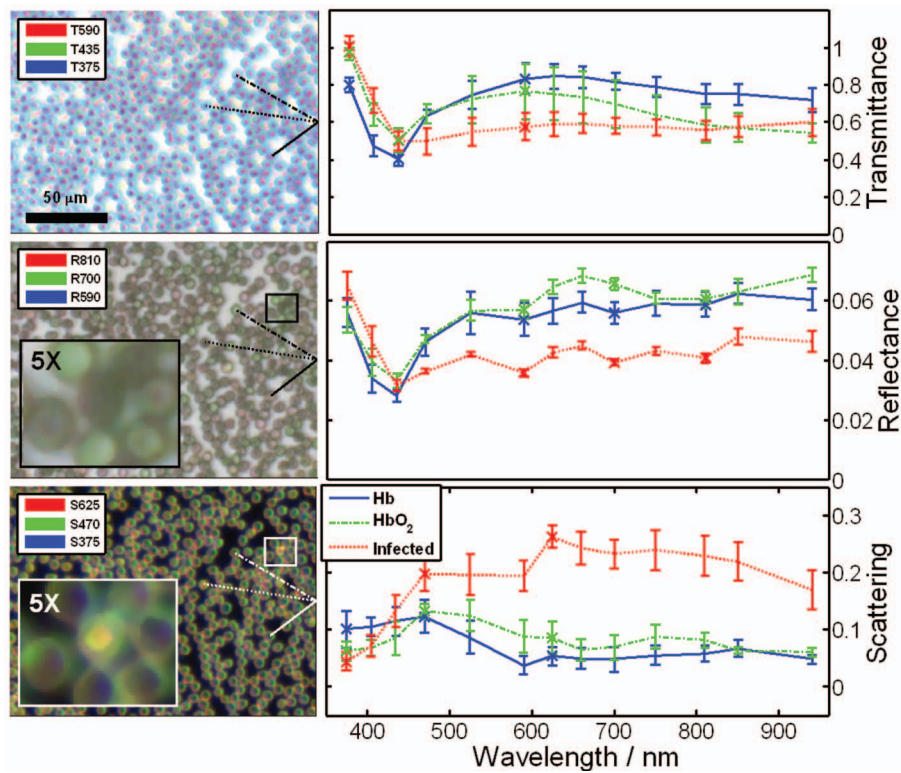 T590
T435
T375
50 μm
1
0.8
0.6
0.4
0.2
0
Transmittance
R810
R700
R590
5X
0.06
0.04
0.02
0
Reflectance
S625
S470
S375
5X
Hb
HbO₂
Infected
0.3
0.2
0.1
0
Scattering
400 500 600 700 800 900
Wavelength / nm